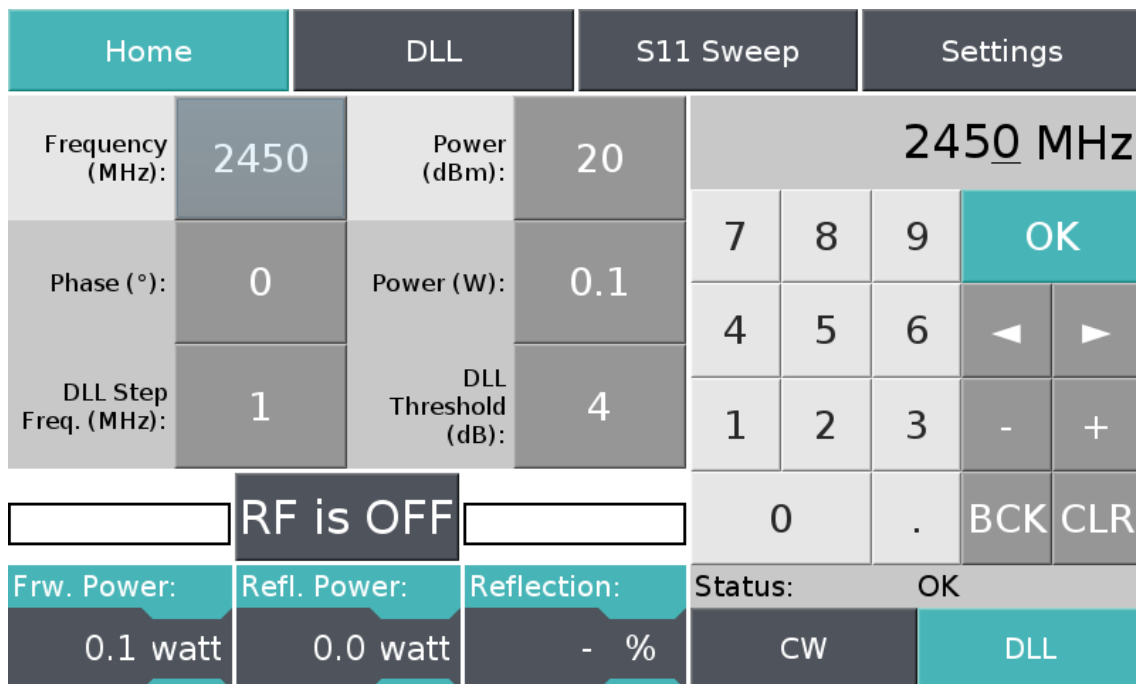 Home DLL S11 Sweep Settings
Frequency (MHz): 2450 Power (dBm): 20 2450 MHz
7 8 9 OK
Phase (°): 0 Power (W): 0.1
4 5 6 ◄ ►
DLL Step Freq. (MHz): 1 DLL Threshold (dB): 4
1 2 3 - +
RF is OFF
0 . BCK CLR
Frw. Power: Refl. Power: Reflection: Status: OK
0.1 watt 0.0 watt - % CW DLL